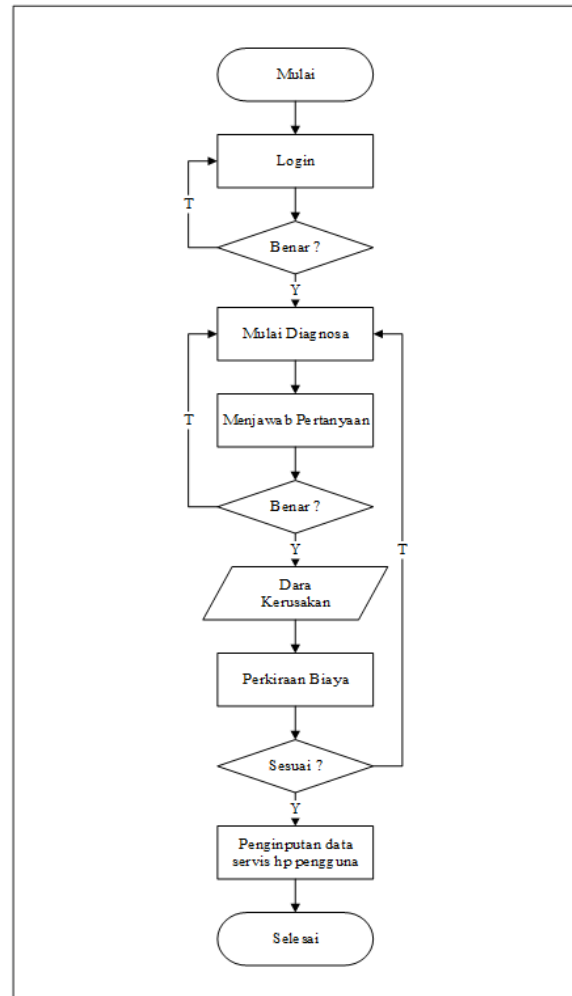 Mulai
Login
T
Benar ?
Y
Mulai Diagnosa
Menjawab Pertanyaan
T
Benar ?
Y
T
Dara
Kerusakan
Perkiraan Biaya
Sesuai ?
Y
Penginputan data
servis hp pengguna
Selesai